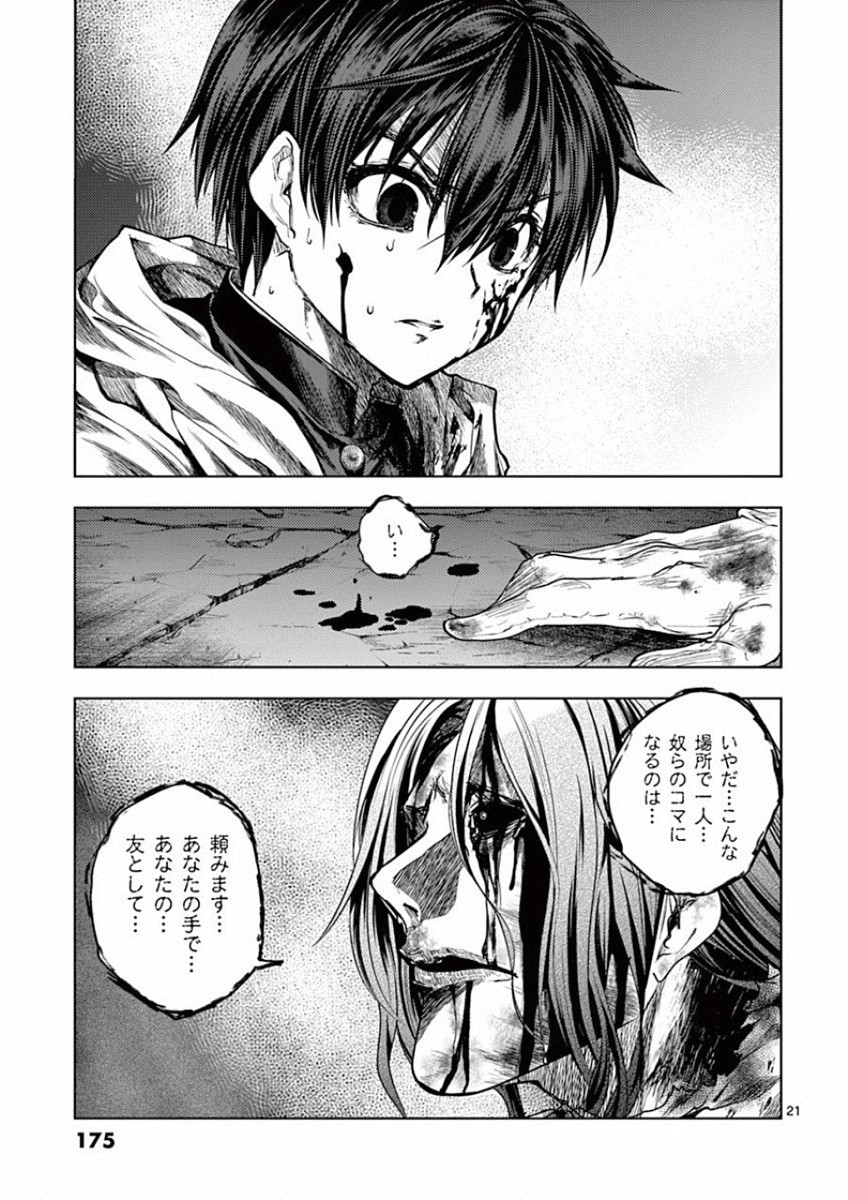 い…
いやだ…こんな
場所で一人…
奴らのコマに
なるのは…
頼みます…
あなたの手で…
あなたの…
友として…
21
175